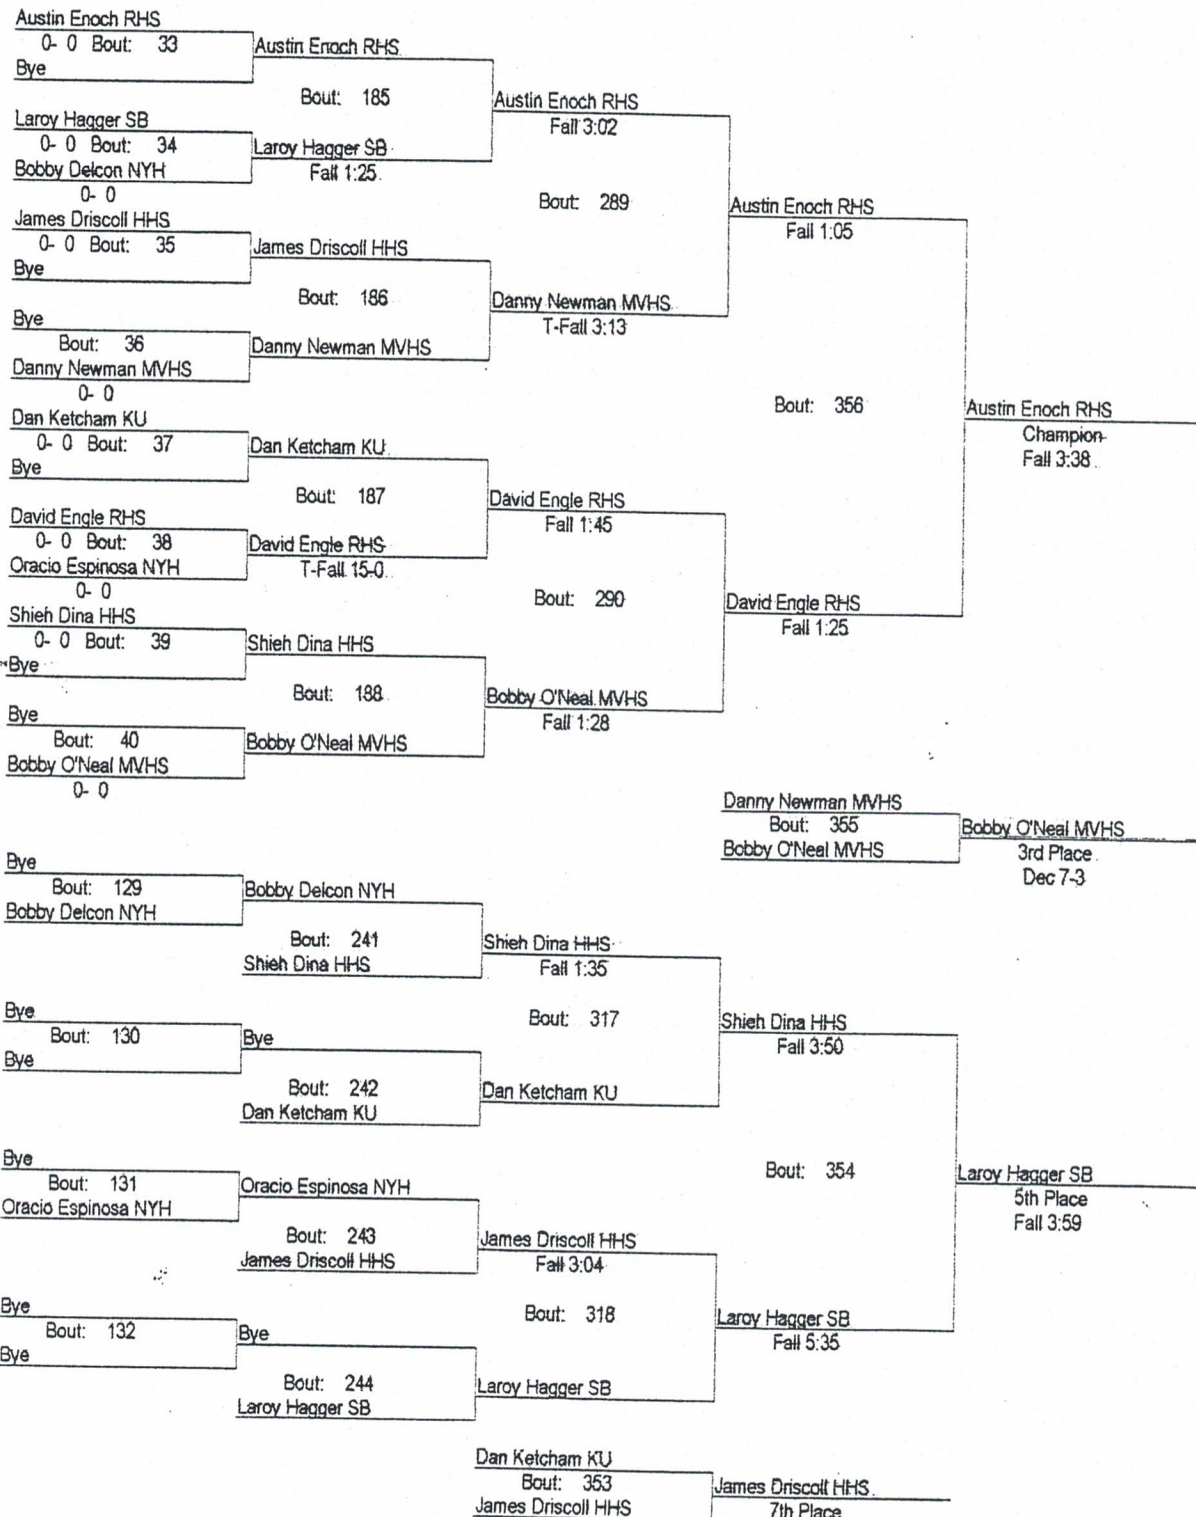 Austin Enoch RHS
0- 0 Bout: 33
Bye
Austin Enoch RHS
Bout: 185
Laroy Hagger SB
0- 0 Bout: 34
Bobby Delcon NYH
0- 0
Laroy Hagger SB
Fall 1:25
Austin Enoch RHS
Fall 3:02
Bout: 289
James Driscoll HHS
0- 0 Bout: 35
Bye
James Driscoll HHS
Bout: 186
Bye
Bout: 36
Danny Newman MVHS
0- 0
Danny Newman MVHS
Danny Newman MVHS
T-Fall 3:13
Austin Enoch RHS
Fall 1:05
Bout: 356
Dan Ketcham KU
0- 0 Bout: 37
Bye
Dan Ketcham KU
Bout: 187
David Engle RHS
0- 0 Bout: 38
Oracio Espinosa NYH
0- 0
David Engle RHS
T-Fall 15-0
David Engle RHS
Fall 1:45
Bout: 290
Shieh Dina HHS
0- 0 Bout: 39
Bye
Shieh Dina HHS
Bout: 188
Bye
Bout: 40
Bobby O'Neal MVHS
0- 0
Bobby O'Neal MVHS
Bobby O'Neal MVHS
Fall 1:28
David Engle RHS
Fall 1:25
Austin Enoch RHS
Champion
Fall 3:38
Danny Newman MVHS
Bout: 355
Bobby O'Neal MVHS
Bobby O'Neal MVHS
3rd Place
Dec 7-3
Bye
Bout: 129
Bobby Delcon NYH
Bobby Delcon NYH
Bout: 241
Shieh Dina HHS
Shieh Dina HHS
Fall 1:35
Bout: 317
Bye
Bout: 130
Bye
Bye
Bout: 242
Dan Ketcham KU
Dan Ketcham KU
Shieh Dina HHS
Fall 3:50
Bout: 354
Bye
Bout: 131
Oracio Espinosa NYH
Oracio Espinosa NYH
Bout: 243
James Driscoll HHS
James Driscoll HHS
Fall 3:04
Bout: 318
Bye
Bout: 132
Bye
Bye
Bout: 244
Laroy Hagger SB
Laroy Hagger SB
Laroy Hagger SB
Fall 5:35
Laroy Hagger SB
5th Place
Fall 3:59
Dan Ketcham KU
Bout: 353
James Driscoll HHS
James Driscoll HHS
7th Place